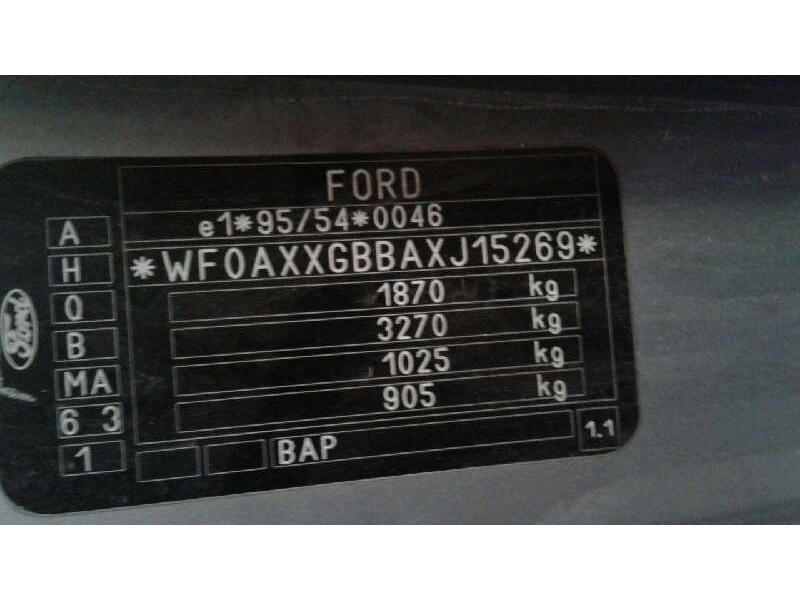 FORD
e1*95/54*0046
*WF0AXXGBBAXJ15269*
1870 kg
3270 kg
1025 kg
905 kg
BAP
1.1
A
H
Q
B
MA
6 3
1
Ford